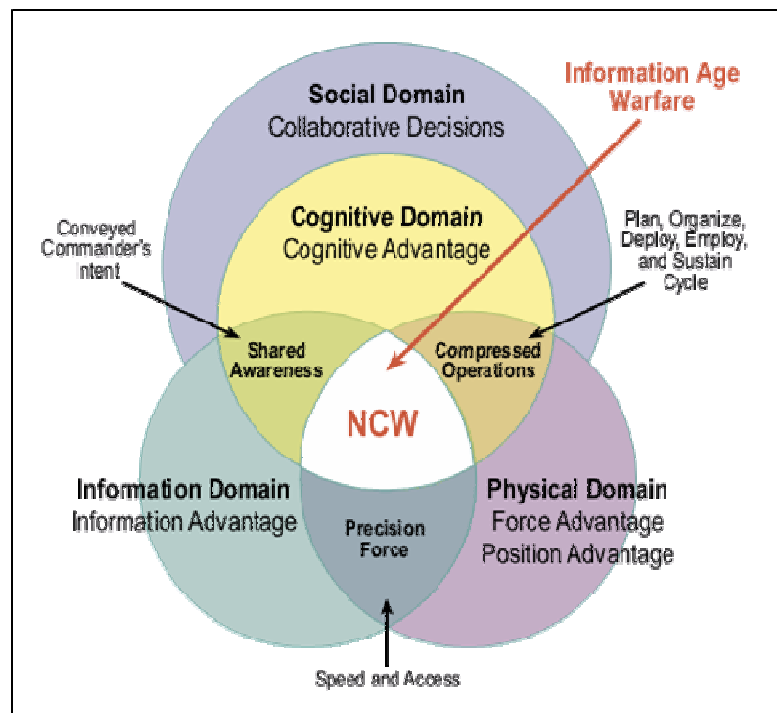 Information Age
Warfare
Social Domain
Collaborative Decisions
Conveyed
Commander's
Intent
Cognitive Domain
Cognitive Advantage
Plan, Organize,
Deploy, Employ,
and Sustain
Cycle
Shared
Awareness
Compressed
Operations
NCW
Information Domain
Information Advantage
Physical Domain
Force Advantage
Position Advantage
Precision
Force
Speed and Access